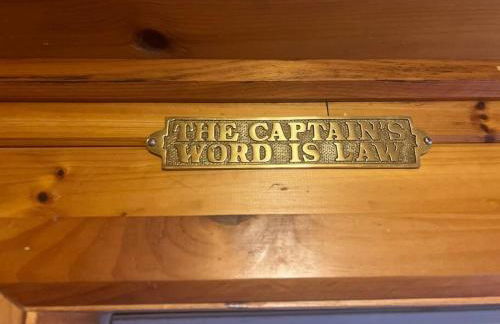 THE CAPTAIN'S
WORD IS LAW